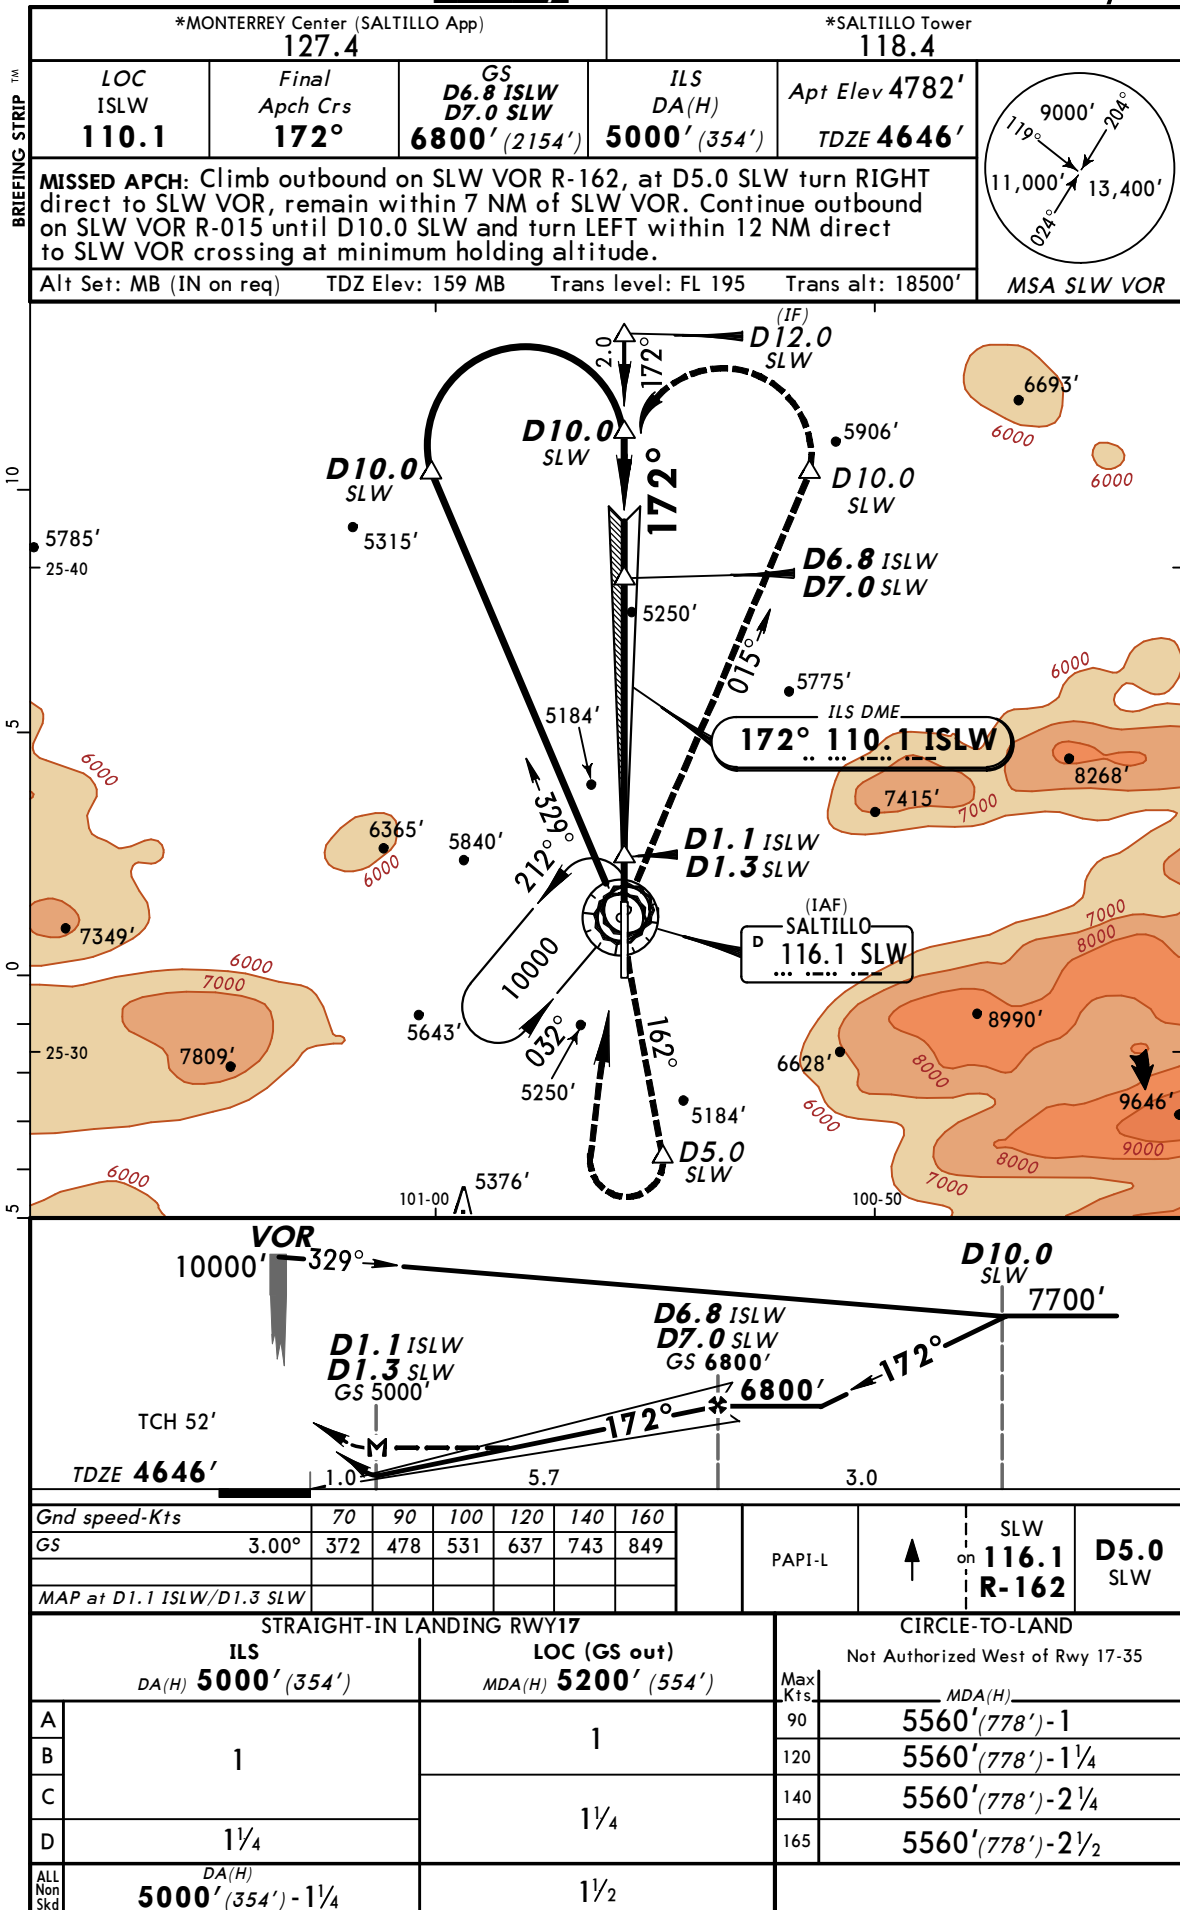 *MONTERREY Center (SALTILLO App)
127.4
*SALTILLO Tower
118.4
BRIEFING STRIP TM
LOC
ISLW
110.1
Final
Apch Crs
172°
GS
D6.8 ISLW
D7.0 SLW
6800' (2154')
ILS
DA(H)
5000' (354')
Apt Elev 4782'
TDZE 4646'
MISSED APCH: Climb outbound on SLW VOR R-162, at D5.0 SLW turn RIGHT
direct to SLW VOR, remain within 7 NM of SLW VOR. Continue outbound
on SLW VOR R-015 until D10.0 SLW and turn LEFT within 12 NM direct
to SLW VOR crossing at minimum holding altitude.
Alt Set: MB (IN on req) TDZ Elev: 159 MB Trans level: FL 195 Trans alt: 18500'
9000'
119°
204°
11,000'
13,400'
024°
MSA SLW VOR
(IF)
D12.0
SLW
2.0
172°
D10.0
SLW
D10.0
SLW
172°
D10.0
SLW
5906'
6693'
6000
6000
10
5785'
25-40
5315'
D6.8 ISLW
D7.0 SLW
5250'
015°
5775'
6000
5184'
ILS DME
172° 110.1 ISLW
8268'
7415'
7000
5
6000
329°
6365'
6000
5840'
212°
D1.1 ISLW
D1.3 SLW
(IAF)
SALTILLO
D 116.1 SLW
7000
8000
7349'
0
6000
7000
10000
032°
5643'
7809'
25-30
5250'
162°
5184'
8990'
6628'
8000
6000
9646'
9000
8000
7000
D5.0
SLW
6000
5376'
101-00
100-50
5
VOR
10000'
329°
D10.0
SLW
7700'
D6.8 ISLW
D7.0 SLW
GS 6800'
D1.1 ISLW
D1.3 SLW
GS 5000'
172°
6800'
172°
TCH 52'
M
TDZE 4646'
1.0
5.7
3.0
Gnd speed-Kts 70 90 100 120 140 160
GS 3.00° 372 478 531 637 743 849
MAP at D1.1 ISLW/D1.3 SLW
PAPI-L
on
SLW
116.1
R-162
D5.0
SLW
STRAIGHT-IN LANDING RWY17
ILS
DA(H) 5000' (354')
LOC (GS out)
MDA(H) 5200' (554')
CIRCLE-TO-LAND
Not Authorized West of Rwy 17-35
Max
Kts
MDA(H)
A
B
C
D
1
1¼
1
1¼
90 5560' (778') - 1
120 5560' (778') - 1¼
140 5560' (778') - 2¼
165 5560' (778') - 2½
ALL
Non
Skd
DA(H)
5000' (354') - 1¼
1½